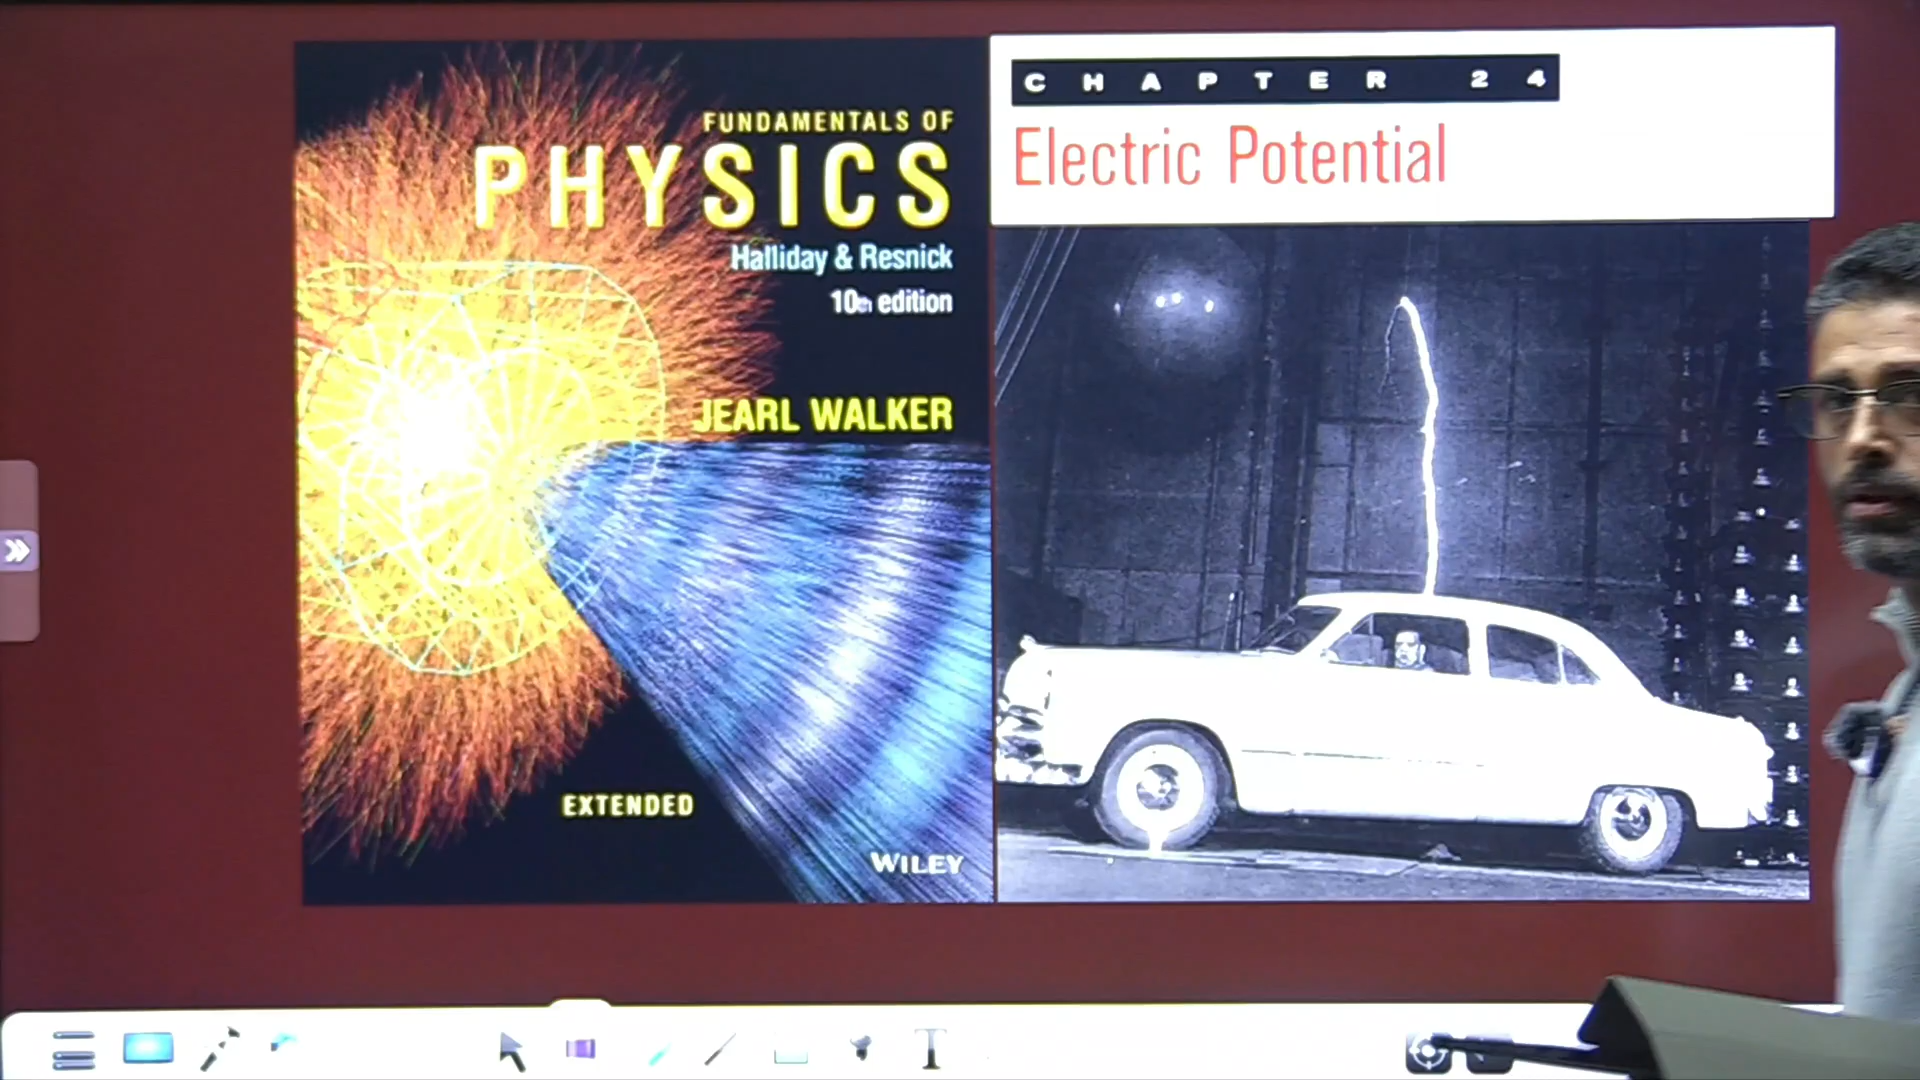 FUNDAMENTALS OF
PHYSICS
Halliday & Resnick
10th edition
JEARL WALKER
EXTENDED
WILEY
CHAPTER 24
Electric Potential
T